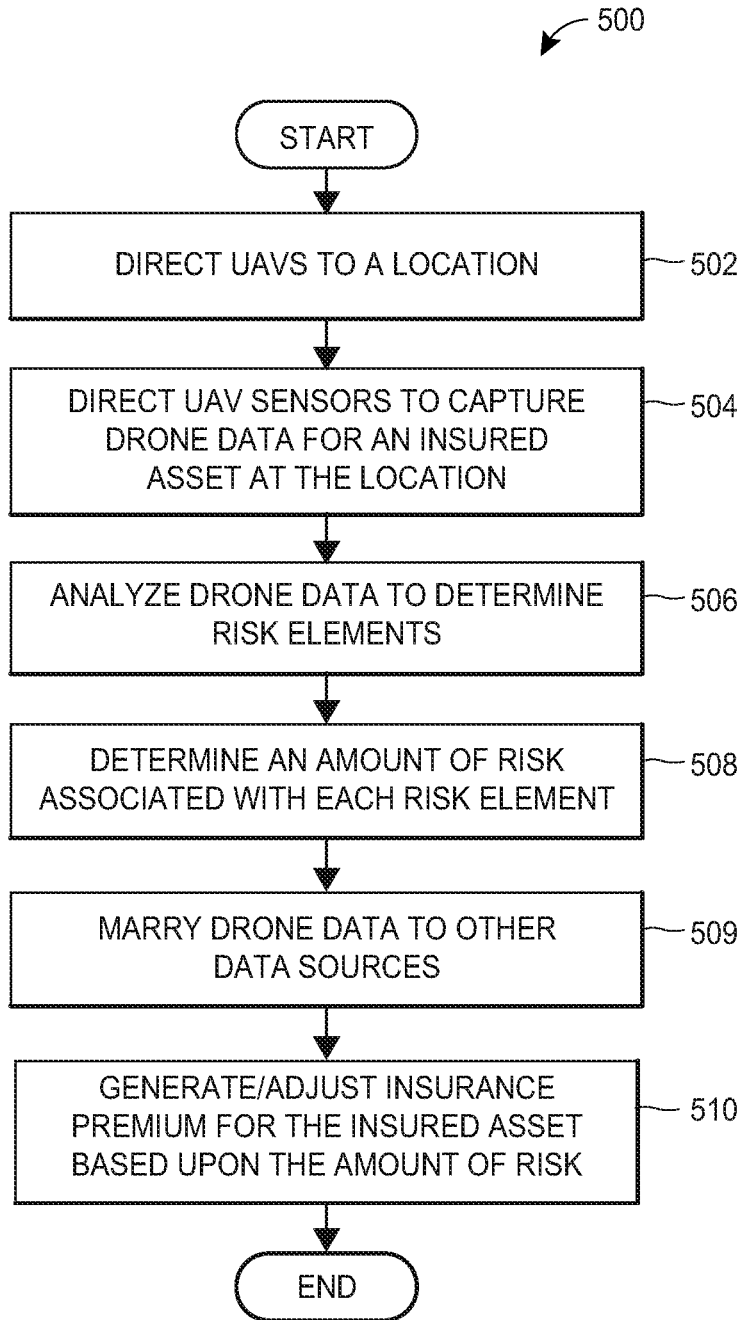 500
START
DIRECT UAVS TO A LOCATION
502
DIRECT UAV SENSORS TO CAPTURE
DRONE DATA FOR AN INSURED
ASSET AT THE LOCATION
504
ANALYZE DRONE DATA TO DETERMINE
RISK ELEMENTS
506
DETERMINE AN AMOUNT OF RISK
ASSOCIATED WITH EACH RISK ELEMENT
508
MARRY DRONE DATA TO OTHER
DATA SOURCES
509
GENERATE/ADJUST INSURANCE
PREMIUM FOR THE INSURED ASSET
BASED UPON THE AMOUNT OF RISK
510
END